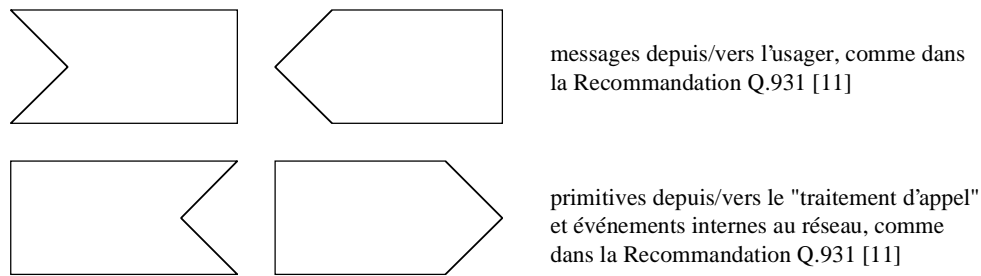 messages depuis/vers l'usager, comme dans
la Recommandation Q.931 [11]
primitives depuis/vers le "traitement d'appel"
et événements internes au réseau, comme
dans la Recommandation Q.931 [11]